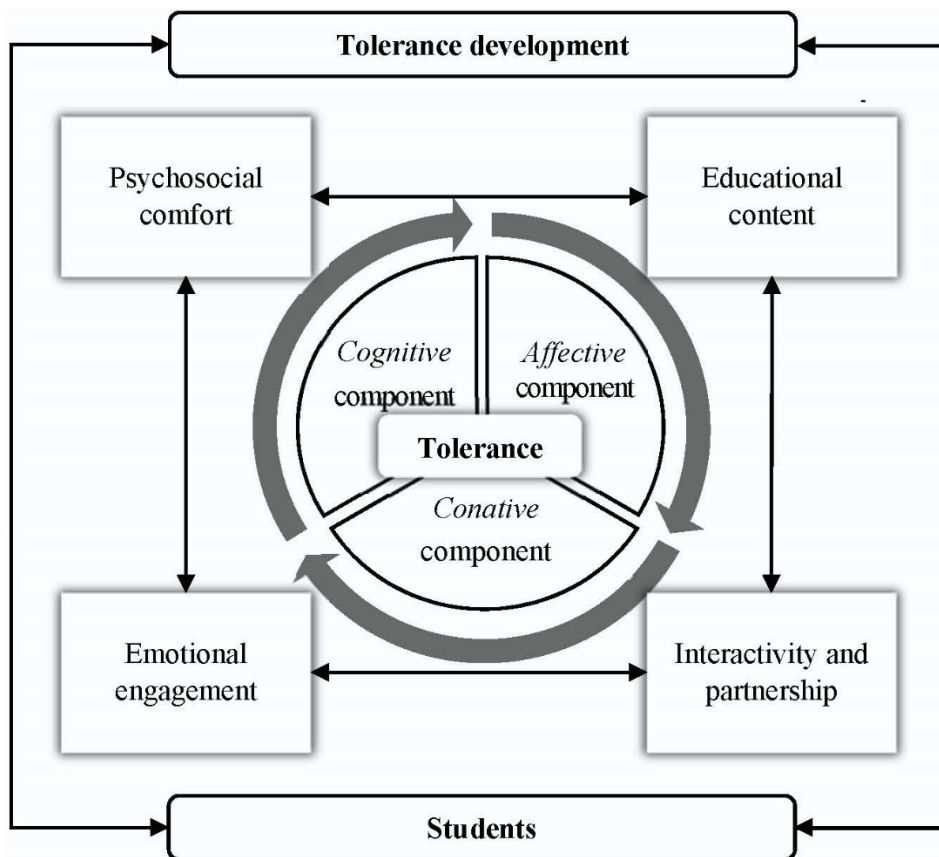 Tolerance development
Psychosocial
comfort
Educational
content
Cognitive
component
Affective
component
Tolerance
Conative
component
Emotional
engagement
Interactivity and
partnership
Students